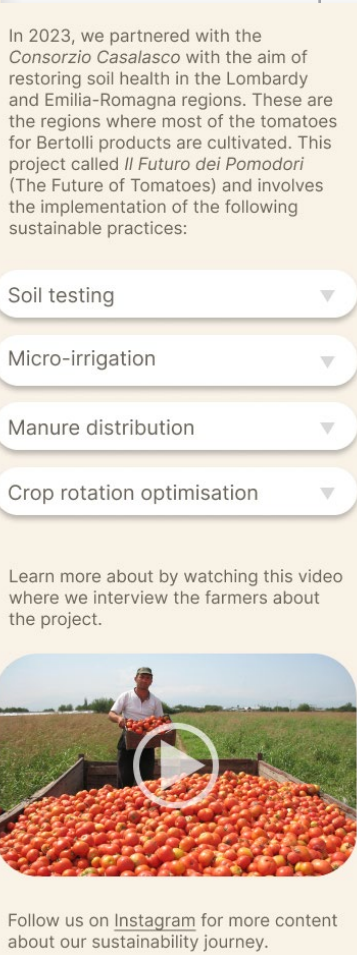 In 2023, we partnered with the
Consorzio Casalasco with the aim of
restoring soil health in the Lombardy
and Emilia-Romagna regions. These are
the regions where most of the tomatoes
for Bertolli products are cultivated. This
project called Il Futuro dei Pomodori
(The Future of Tomatoes) and involves
the implementation of the following
sustainable practices:
Soil testing
Micro-irrigation
Manure distribution
Crop rotation optimisation
Learn more about by watching this video
where we interview the farmers about
the project.
Follow us on Instagram for more content
about our sustainability journey.